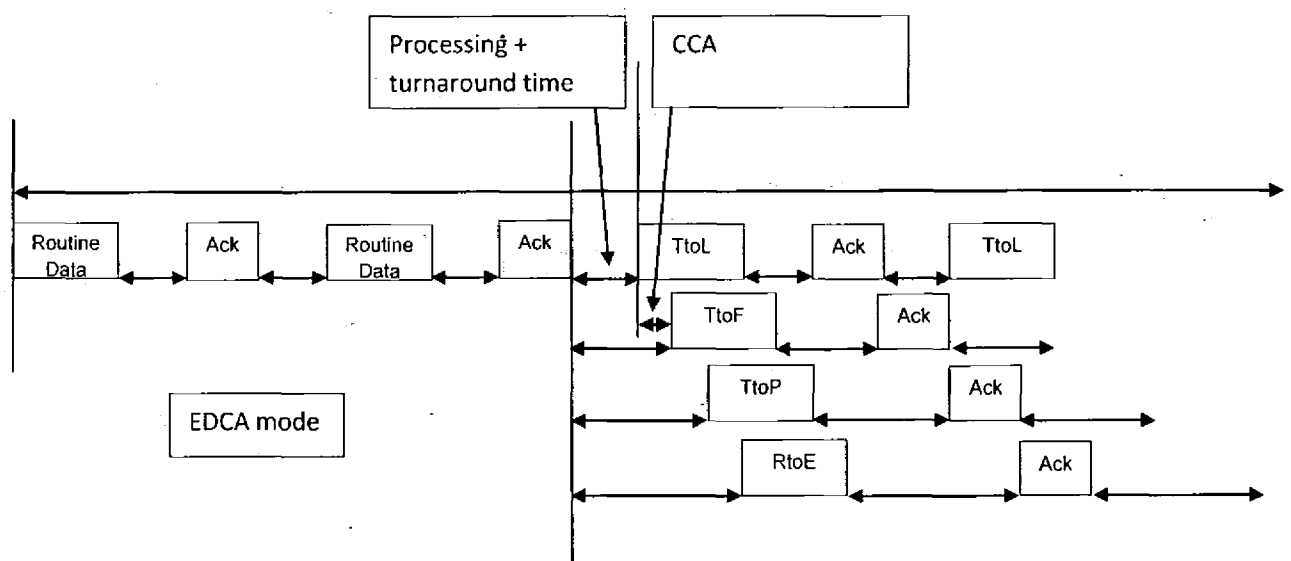 Processing +
turnaround time
CCA
Routine
Data
Ack
Routine
Data
Ack
TtoL
Ack
TtoL
TtoF
Ack
TtoP
Ack
EDCA mode
RtoE
Ack